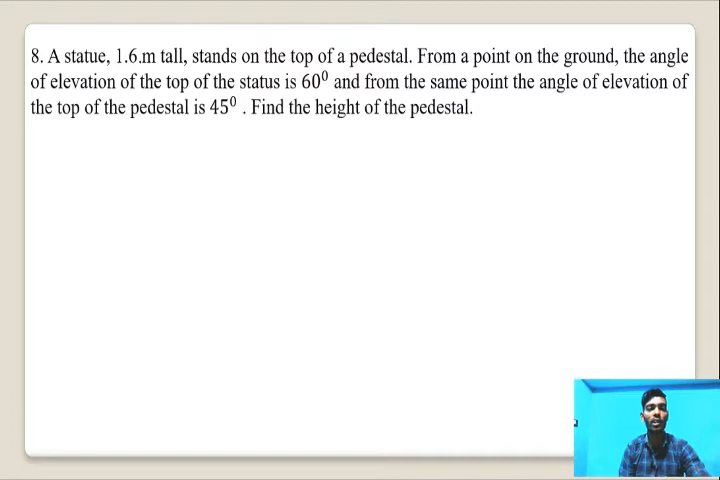 8. A statue, 1.6.m tall, stands on the top of a pedestal. From a point on the ground, the angle
of elevation of the top of the status is 60⁰ and from the same point the angle of elevation of
the top of the pedestal is 45⁰ . Find the height of the pedestal.